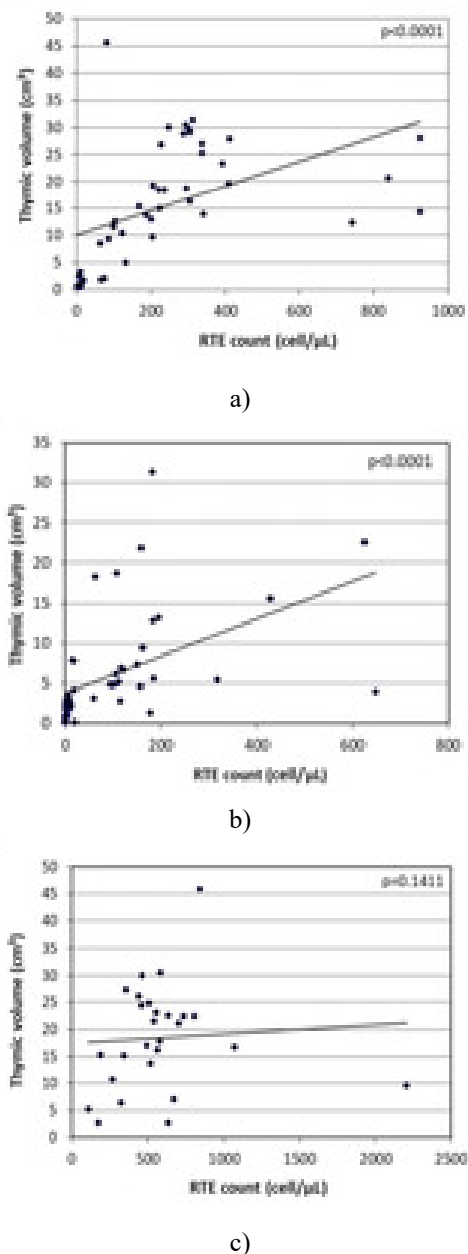 p<0.0001
Thymic volume (cm³)
50
45
40
35
30
25
20
15
10
5
0
0 200 400 600 800 1000
RTE count (cell/µL)
a)
p<0.0001
Thymic volume (cm³)
35
30
25
20
15
10
5
0
0 200 400 600 800
RTE count (cell/µL)
b)
p=0.1411
Thymic volume (cm³)
50
45
40
35
30
25
20
15
10
5
0
0 500 1000 1500 2000 2500
RTE count (cell/µL)
c)